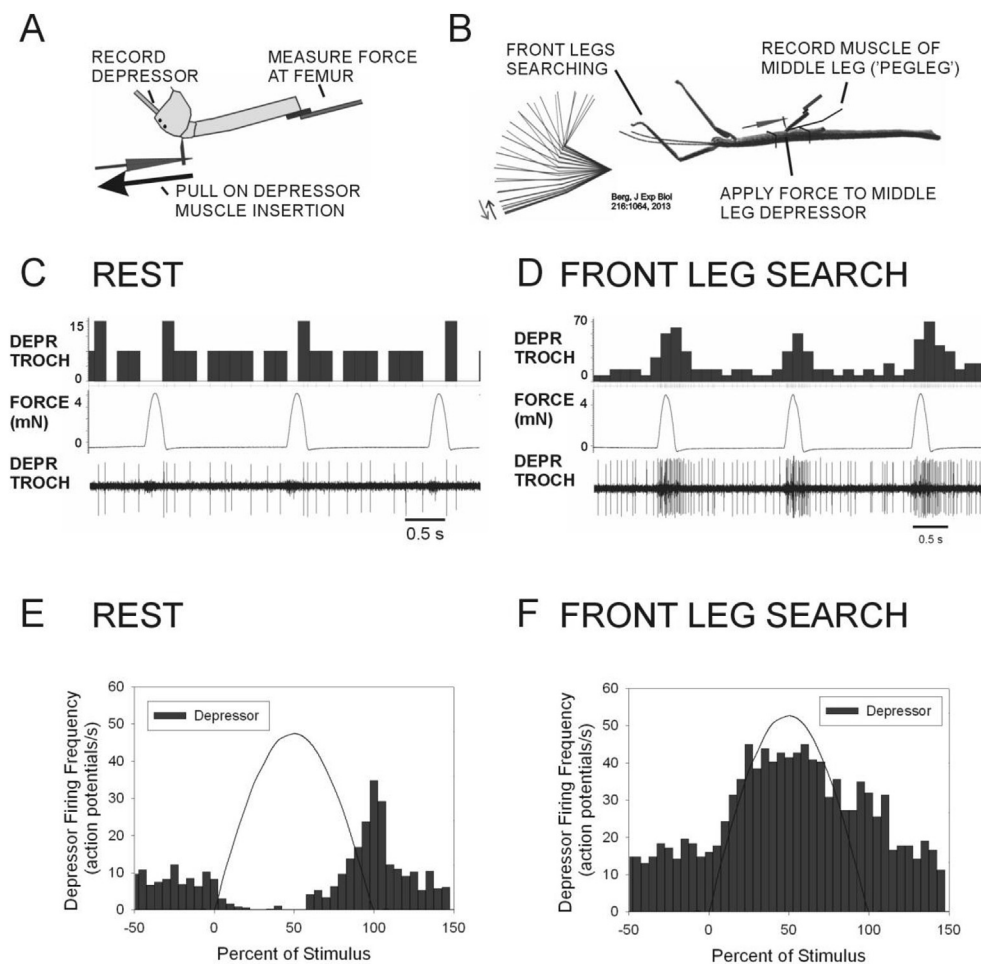 A
RECORD
DEPRESSOR
MEASURE FORCE
AT FEMUR
PULL ON DEPRESSOR
MUSCLE INSERTION
B
FRONT LEGS
SEARCHING
RECORD MUSCLE OF
MIDDLE LEG ('PEGLEG')
Berg, J Exp Biol
216:1064, 2013
APPLY FORCE TO MIDDLE
LEG DEPRESSOR
C REST
DEPR
TROCH
15
0
FORCE
(mN)
4
0
DEPR
TROCH
0.5 s
D FRONT LEG SEARCH
DEPR
TROCH
70
0
FORCE
(mN)
4
0
DEPR
TROCH
0.5 s
E REST
Depressor Firing Frequency
(action potentials/s)
60
50
40
30
20
10
0
Depressor
-50 0 50 100 150
Percent of Stimulus
F FRONT LEG SEARCH
Depressor Firing Frequency
(action potentials/s)
60
50
40
30
20
10
0
Depressor
-50 0 50 100 150
Percent of Stimulus